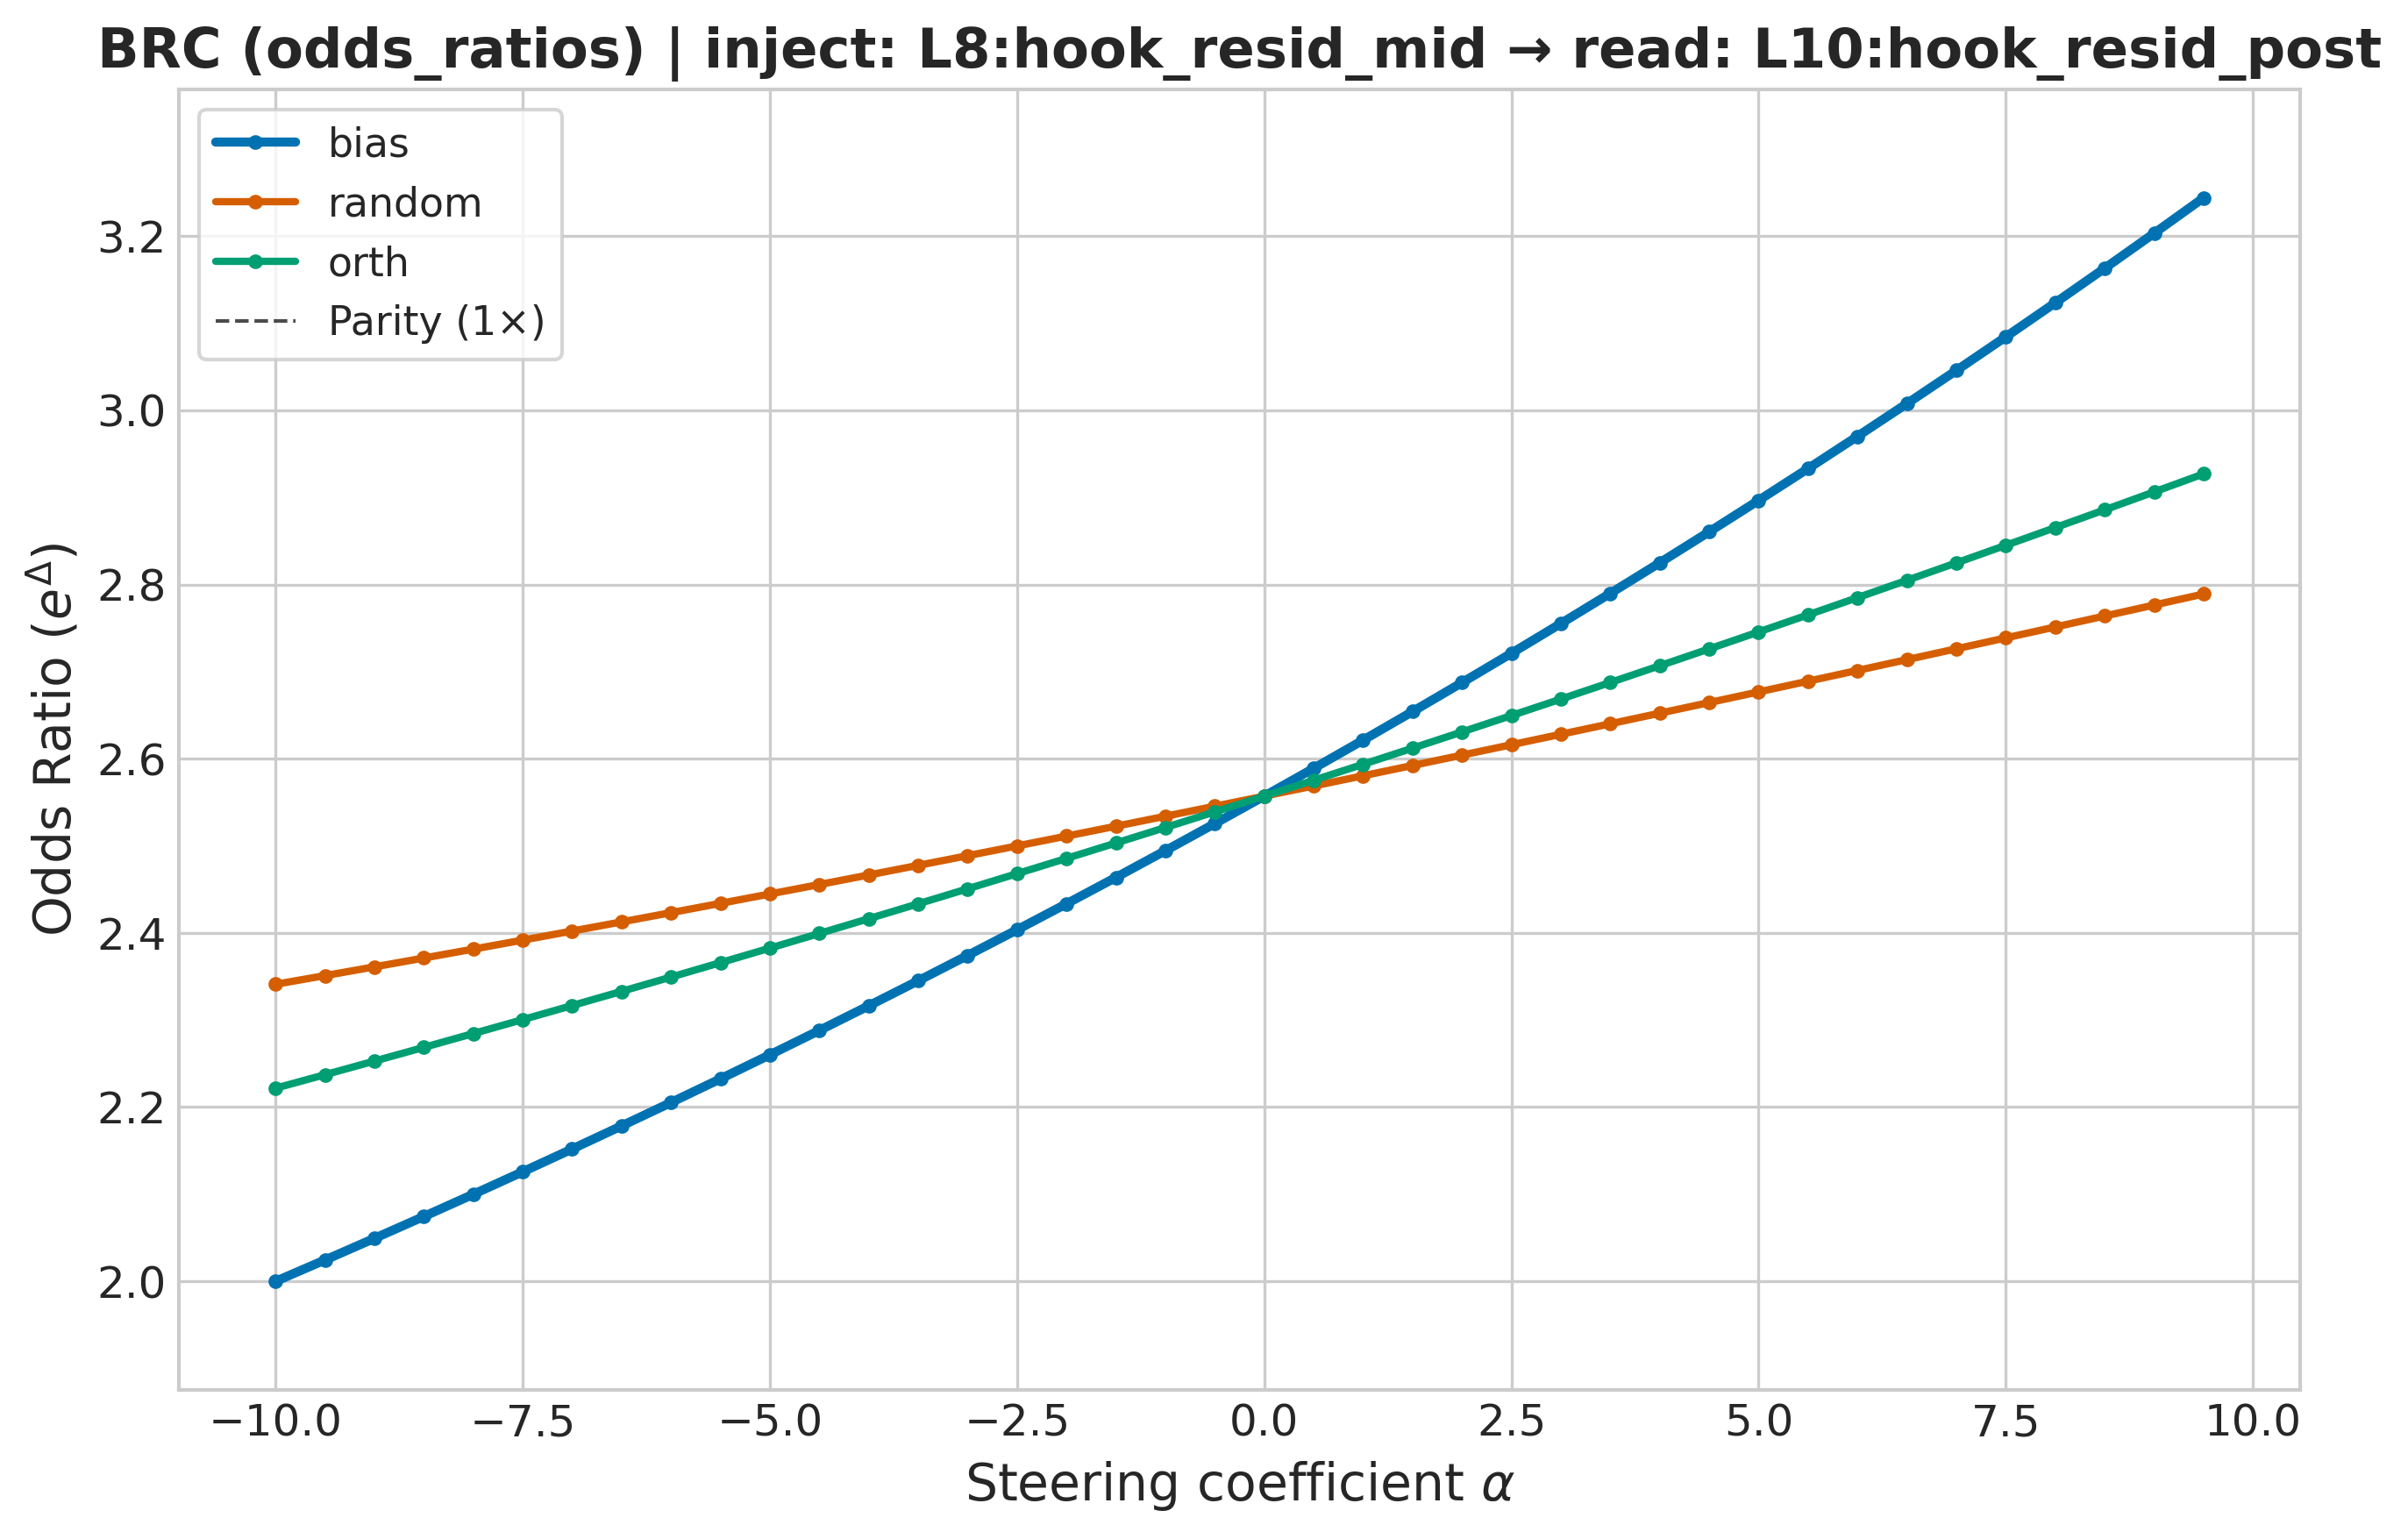 BRC (odds_ratios) | inject: L8:hook_resid_mid → read: L10:hook_resid_post
bias
random
orth
Parity (1×)
Odds Ratio (e^Δ)
3.2
3.0
2.8
2.6
2.4
2.2
2.0
−10.0 −7.5 −5.0 −2.5 0.0 2.5 5.0 7.5 10.0
Steering coefficient α